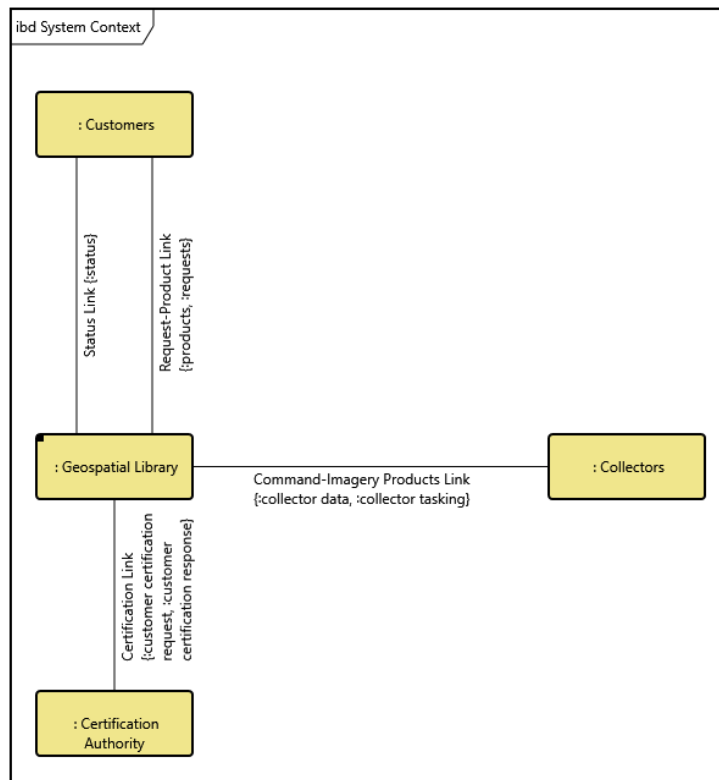 ibd System Context
: Customers
Status Link {:status}
Request-Product Link
{:products, :requests}
: Geospatial Library
Command-Imagery Products Link
{:collector data, :collector tasking}
: Collectors
Certification Link
{:customer certification
request, :customer
certification response}
: Certification
Authority